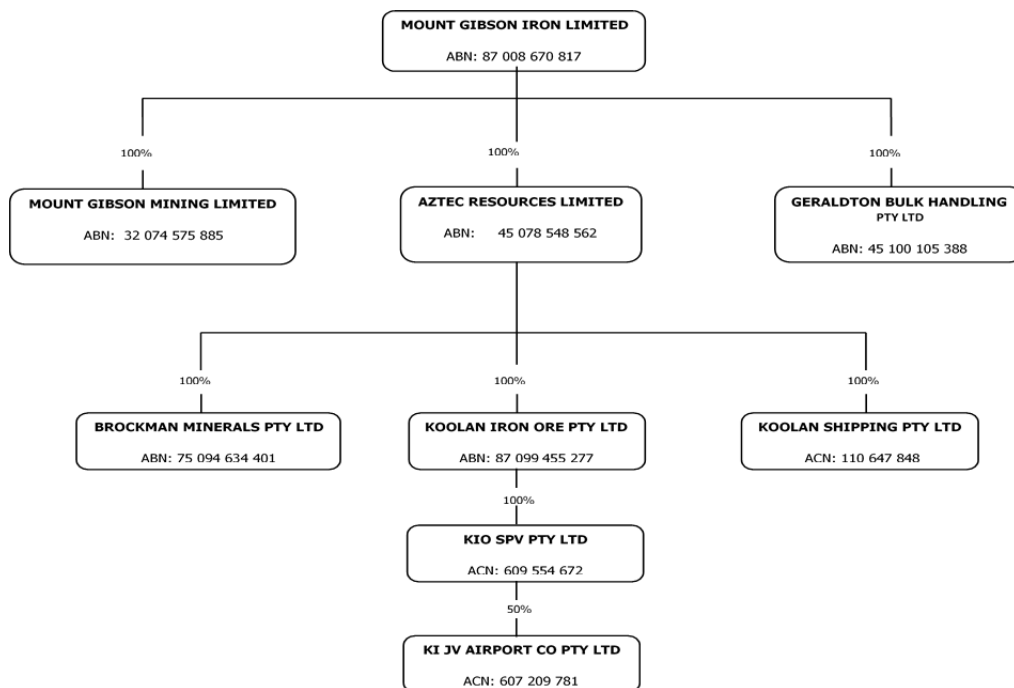 MOUNT GIBSON IRON LIMITED
ABN: 87 008 670 817
100%
100%
100%
MOUNT GIBSON MINING LIMITED
ABN: 32 074 575 885
AZTEC RESOURCES LIMITED
ABN: 45 078 548 562
GERALDTON BULK HANDLING
PTY LTD
ABN: 45 100 105 388
100%
100%
100%
BROCKMAN MINERALS PTY LTD
ABN: 75 094 634 401
KOOLAN IRON ORE PTY LTD
ABN: 87 099 455 277
KOOLAN SHIPPING PTY LTD
ACN: 110 647 848
100%
KIO SPV PTY LTD
ACN: 609 554 672
50%
KI JV AIRPORT CO PTY LTD
ACN: 607 209 781